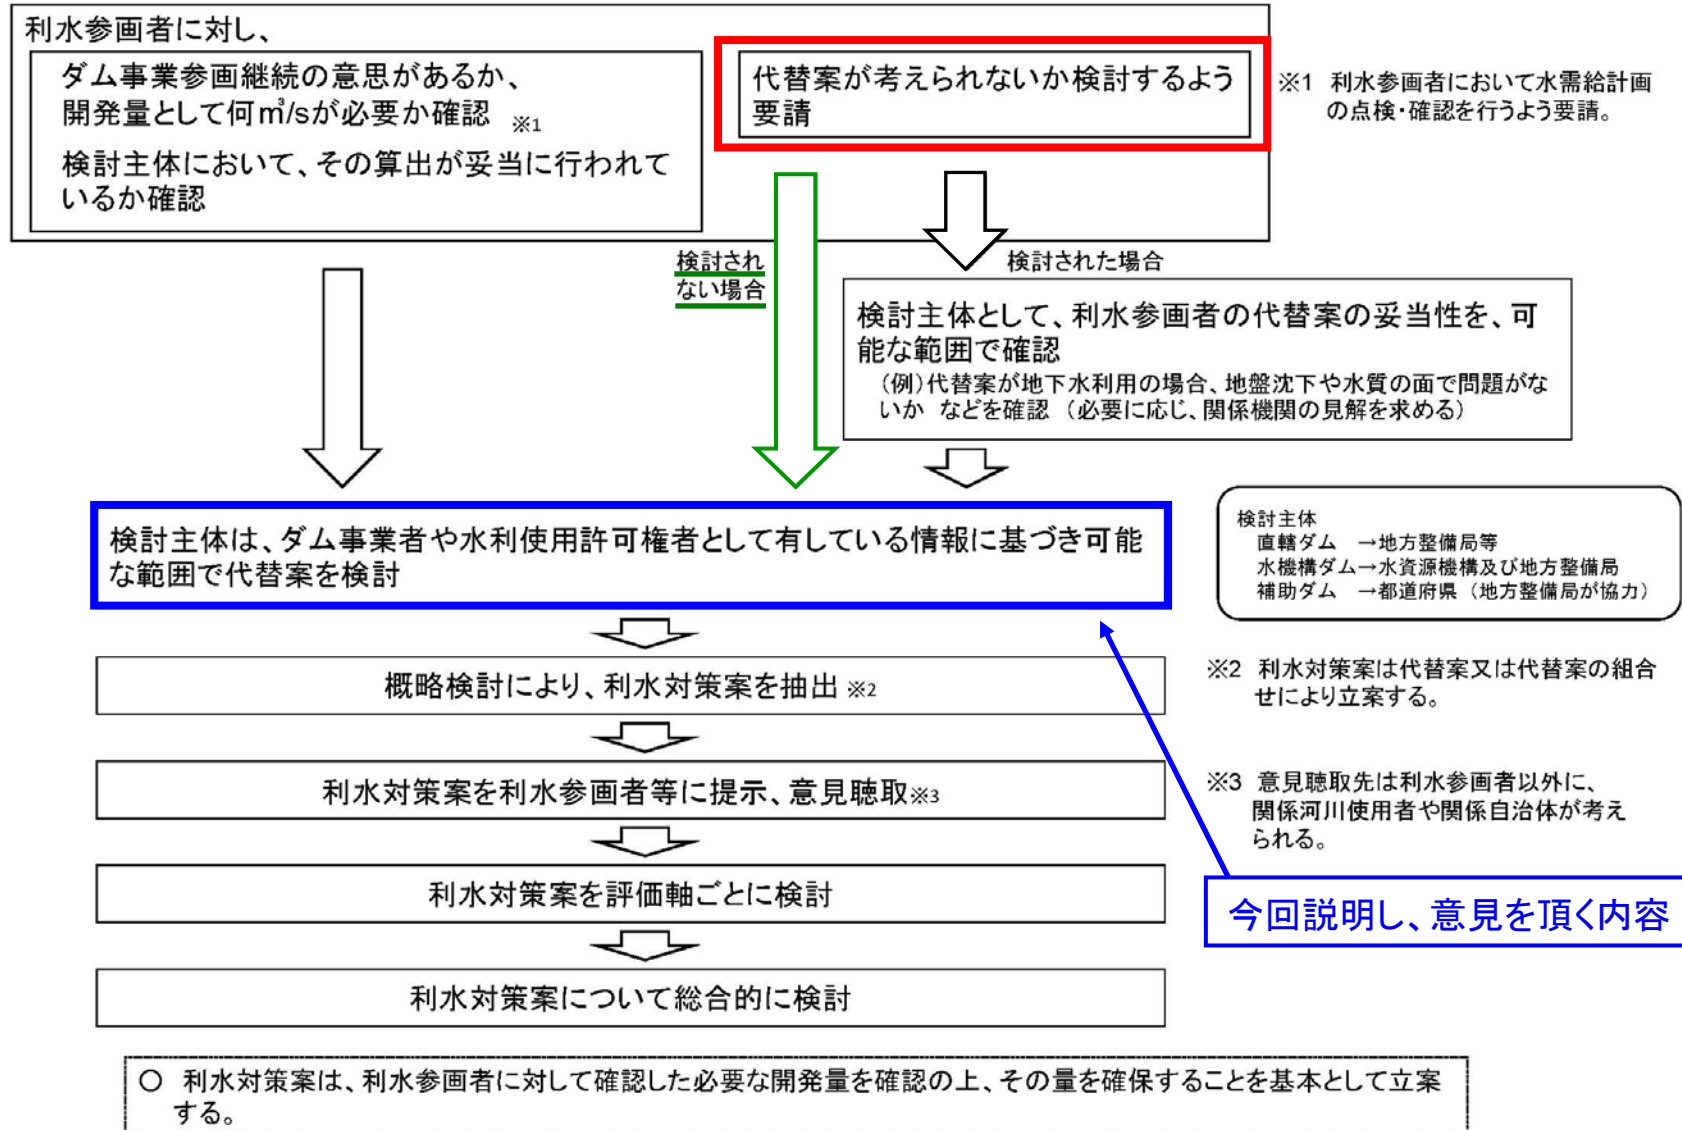 利水参画者に対し、
ダム事業参画継続の意思があるか、
開発量として何㎥/sが必要か確認 ※1
検討主体において、その算出が妥当に行われて
いるか確認
代替案が考えられないか検討するよう
要請
※1 利水参画者において水需給計画
の点検・確認を行うよう要請。
検討され
ない場合
検討された場合
検討主体として、利水参画者の代替案の妥当性を、可
能な範囲で確認
(例)代替案が地下水利用の場合、地盤沈下や水質の面で問題がな
いか などを確認 (必要に応じ、関係機関の見解を求める)
検討主体は、ダム事業者や水利使用許可権者として有している情報に基づき可能
な範囲で代替案を検討
検討主体
直轄ダム →地方整備局等
水機構ダム→水資源機構及び地方整備局
補助ダム →都道府県 (地方整備局が協力)
概略検討により、利水対策案を抽出 ※2
※2 利水対策案は代替案又は代替案の組合
せにより立案する。
利水対策案を利水参画者等に提示、意見聴取※3
※3 意見聴取先は利水参画者以外に、
関係河川使用者や関係自治体が考え
られる。
利水対策案を評価軸ごとに検討
今回説明し、意見を頂く内容
利水対策案について総合的に検討
○ 利水対策案は、利水参画者に対して確認した必要な開発量を確認の上、その量を確保することを基本として立案
する。